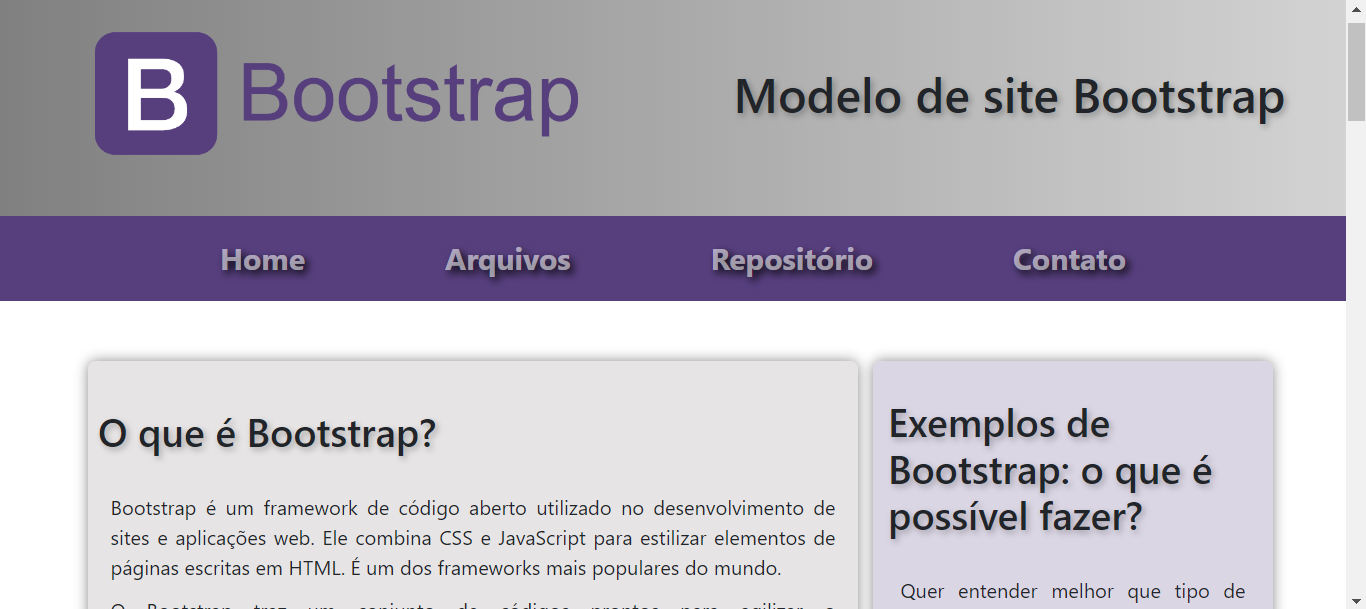 B Bootstrap
Modelo de site Bootstrap
Home Arquivos Repositório Contato
O que é Bootstrap?
Bootstrap é um framework de código aberto utilizado no desenvolvimento de
sites e aplicações web. Ele combina CSS e JavaScript para estilizar elementos de
páginas escritas em HTML. É um dos frameworks mais populares do mundo.
O Bootstrap traz um conjunto de códigos prontos para agilizar o
Exemplos de
Bootstrap: o que é
possível fazer?
Quer entender melhor que tipo de